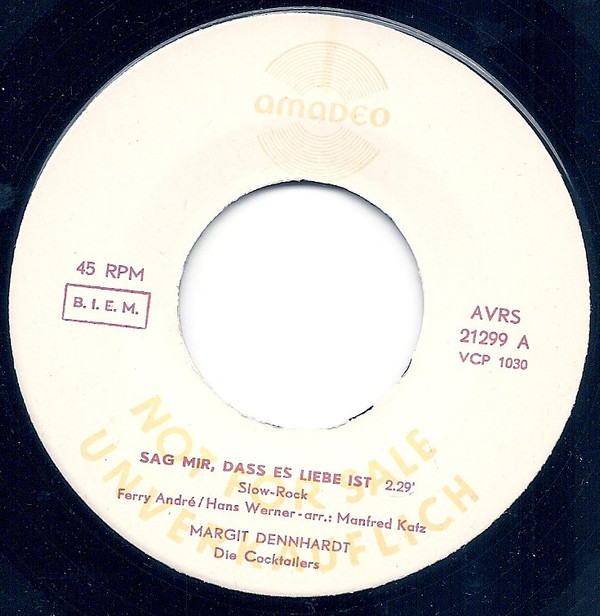 amadeo
45 RPM
B. I. E. M.
AVRS
21299 A
VCP 1030
NOT FOR SALE
UNVERKÄUFLICH
SAG MIR, DASS ES LIEBE IST 2.29'
Slow-Rock
Ferry André/Hans Werner-arr.: Manfred Katz
MARGIT DENNHARDT
Die Cocktailers